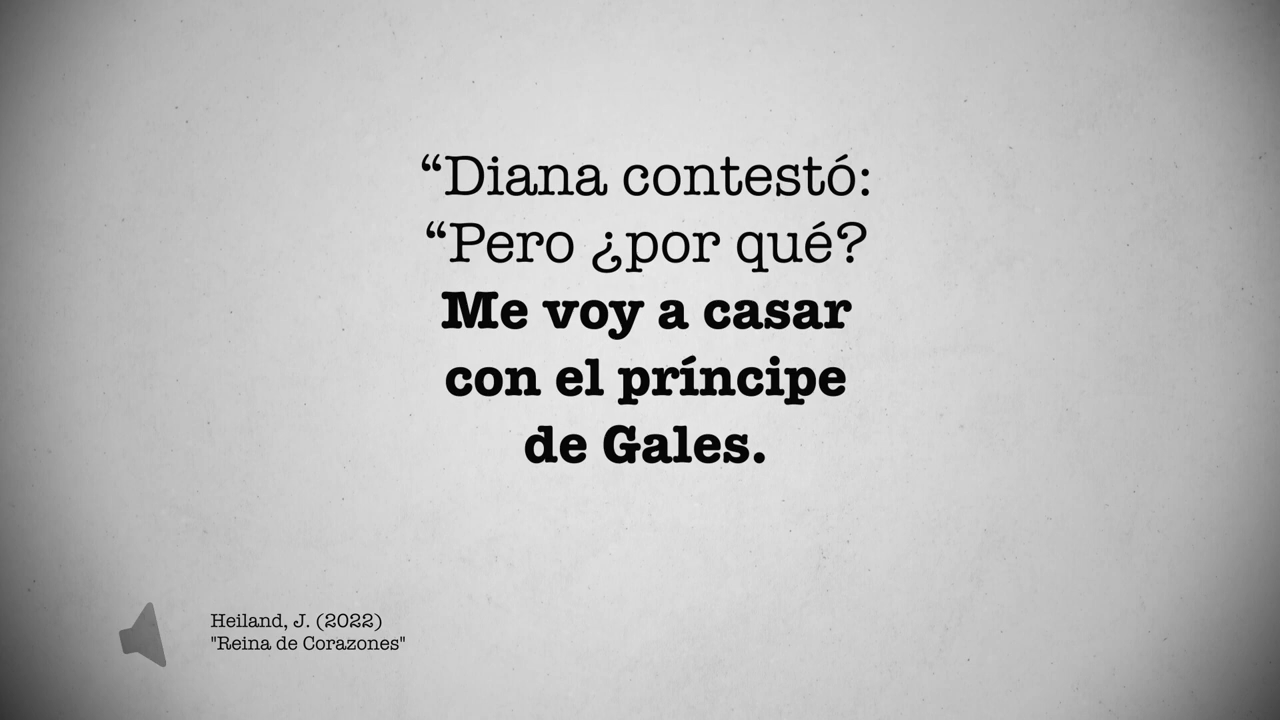 “Diana contestó:
“Pero ¿por qué?
Me voy a casar
con el príncipe
de Gales.
Heiland, J. (2022)
"Reina de Corazones"